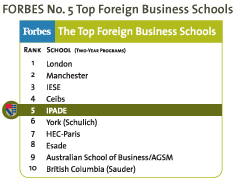 FORBES No. 5 Top Foreign Business Schools
Forbes The Top Foreign Business Schools
RANK SCHOOL (TWO-YEAR PROGRAMS)
1 London
2 Manchester
3 IESE
4 Ceibs
5 IPADE
6 York (Schulich)
7 HEC-Paris
8 Esade
9 Australian School of Business/AGSM
10 British Columbia (Sauder)